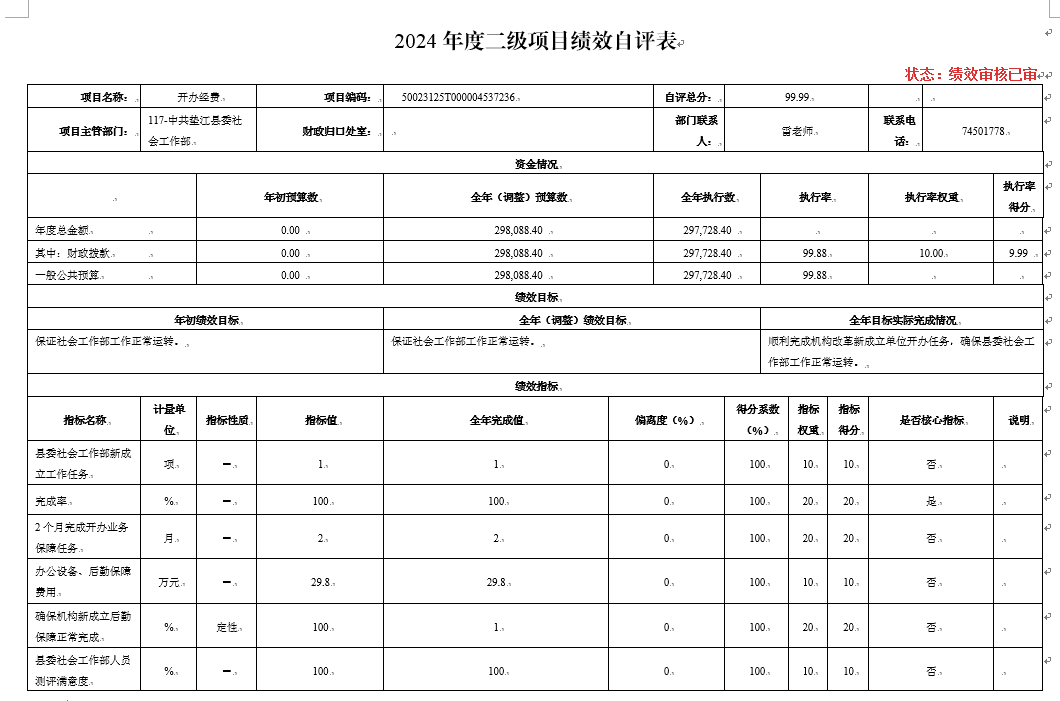 2024 年度二级项目绩效自评表
状态：绩效审核已审
项目名称： 开办经费 项目编码： 50023125T000004537236 自评总分： 99.99
项目主管部门： 117-中共垫江县委社会工作部 财政归口处室： 部门联系人： 雷老师 联系电话： 74501778
资金情况
年初预算数 全年（调整）预算数 全年执行数 执行率 执行率权重 执行率得分
年度总金额 0.00 298,088.40 297,728.40
其中：财政拨款 0.00 298,088.40 297,728.40 99.88 10.00 9.99
一般公共预算 0.00 298,088.40 297,728.40 99.88
绩效目标
年初绩效目标 全年（调整）绩效目标 全年目标实际完成情况
保证社会工作部工作正常运转。 保证社会工作部工作正常运转。 顺利完成机构改革新成立单位开办任务，确保县委社会工作部工作正常运转。
绩效指标
指标名称 计量单位 指标性质 指标值 全年完成值 偏离度（%） 得分系数（%） 指标权重 指标得分 是否核心指标 说明
县委社会工作部新成立工作任务 项 ＝ 1 1 0 100 10 10 否
完成率 % ＝ 100 100 0 100 20 20 是
2 个月完成开办业务保障任务 月 ＝ 2 2 0 100 20 20 否
办公设备、后勤保障费用 万元 ＝ 29.8 29.8 0 100 10 10 否
确保机构新成立后勤保障正常完成 % 定性 100 1 0 100 20 20 否
县委社会工作部人员测评满意度 % ＝ 100 100 0 100 10 10 否